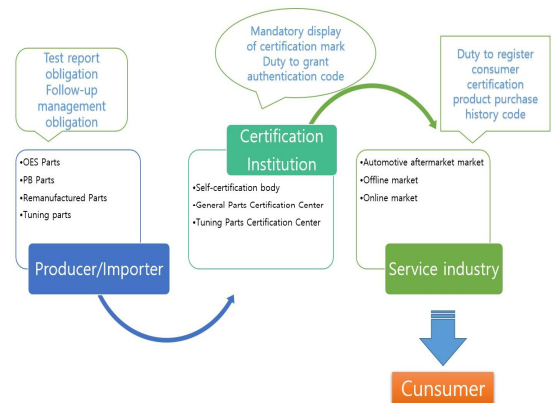 Test report
obligation
Follow-up
management
obligation
•OES Parts
•PB Parts
•Remanufactured Parts
•Tuning parts
Producer/Importer
Mandatory display
of certification mark
Duty to grant
authentication code
Certification
Institution
•Self-certification body
•General Parts Certification Center
•Tuning Parts Certification Center
Duty to register
consumer
certification
product purchase
history code
•Automotive aftermarket market
•Offline market
•Online market
Service industry
Cunsumer